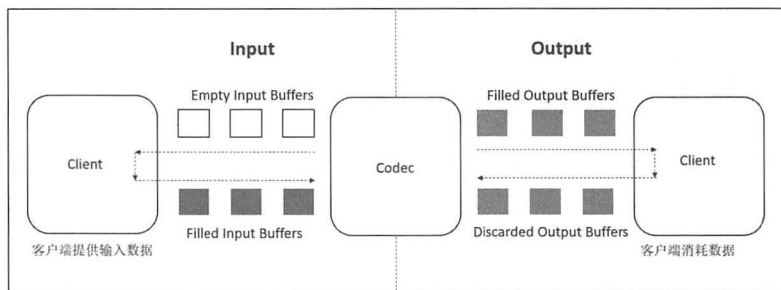 Input
Output
Empty Input Buffers
Filled Output Buffers
Client
Codec
Client
Filled Input Buffers
Discarded Output Buffers
客户端提供输入数据
客户端消耗数据